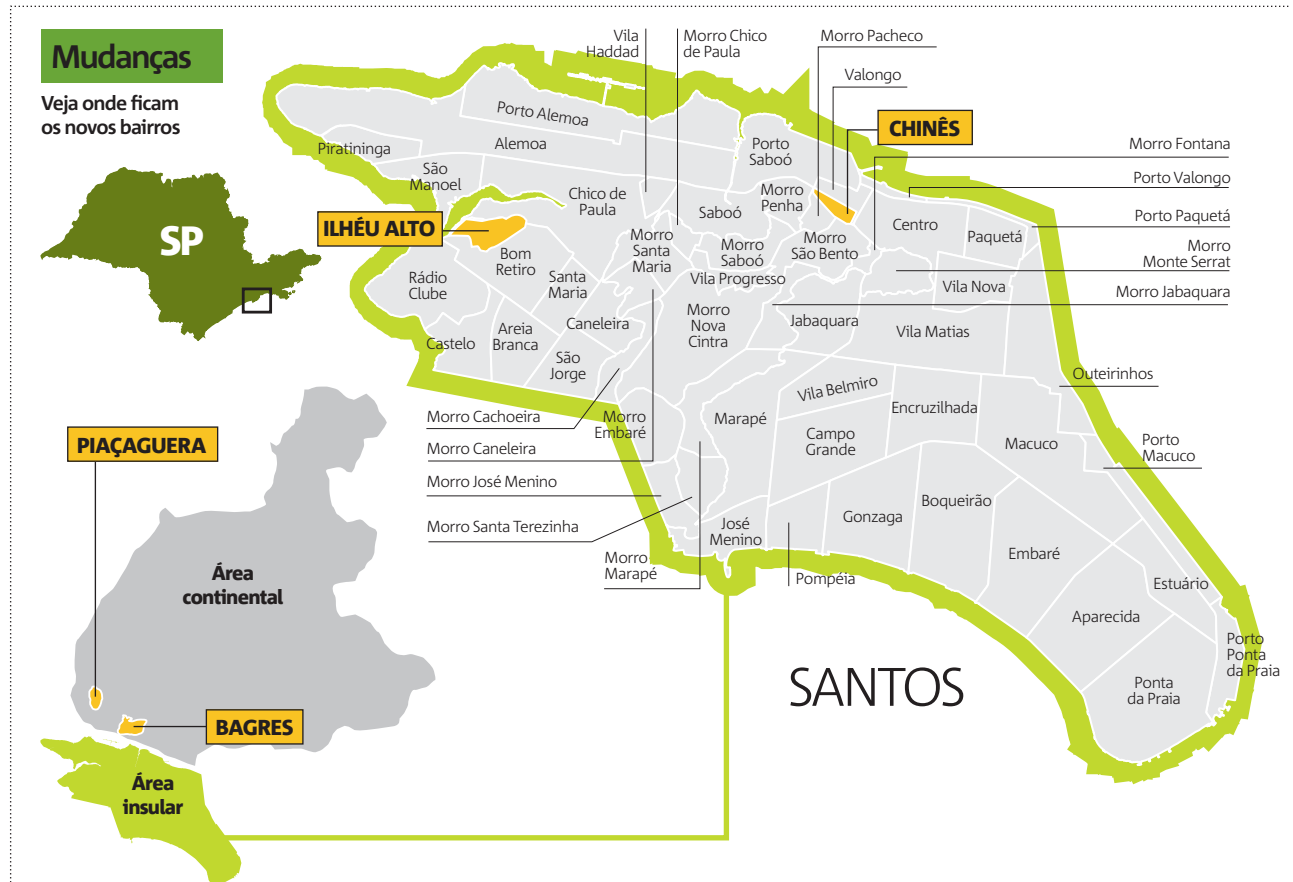 Mudanças
Veja onde ficam
os novos bairros
SP
PIAÇAGUERA
Área
continental
BAGRES
Área
insular
Vila
Haddad
Morro Chico
de Paula
Morro Pacheco
Valongo
CHINÊS
Morro Fontana
Porto Valongo
Porto Paquetá
Morro
Monte Serrat
Morro Jabaquara
Outeirinhos
Porto
Macuco
Porto Alemoa
Alemoa
Piratininga
São
Manoel
Chico de
Paula
ILHÉU ALTO
Porto
Saboó
Morro
Penha
Saboó
Centro
Paquetá
Bom
Retiro
Morro
Santa
Maria
Morro
Saboó
Morro
São Bento
Rádio
Clube
Santa
Maria
Vila Progresso
Vila Nova
Caneleira
Morro
Nova
Cintra
Jabaquara
Vila Matias
Castelo
Areia
Branca
São
Jorge
Vila Belmiro
Encruzilhada
Morro Cachoeira
Morro
Embaré
Marapé
Campo
Grande
Macuco
Morro Caneleira
Morro José Menino
Morro Santa Terezinha
Morro
Marapé
José
Menino
Pompéia
Gonzaga
Boqueirão
Embaré
Estuário
Aparecida
Ponta
da Praia
Porto
Ponta
da Praia
SANTOS